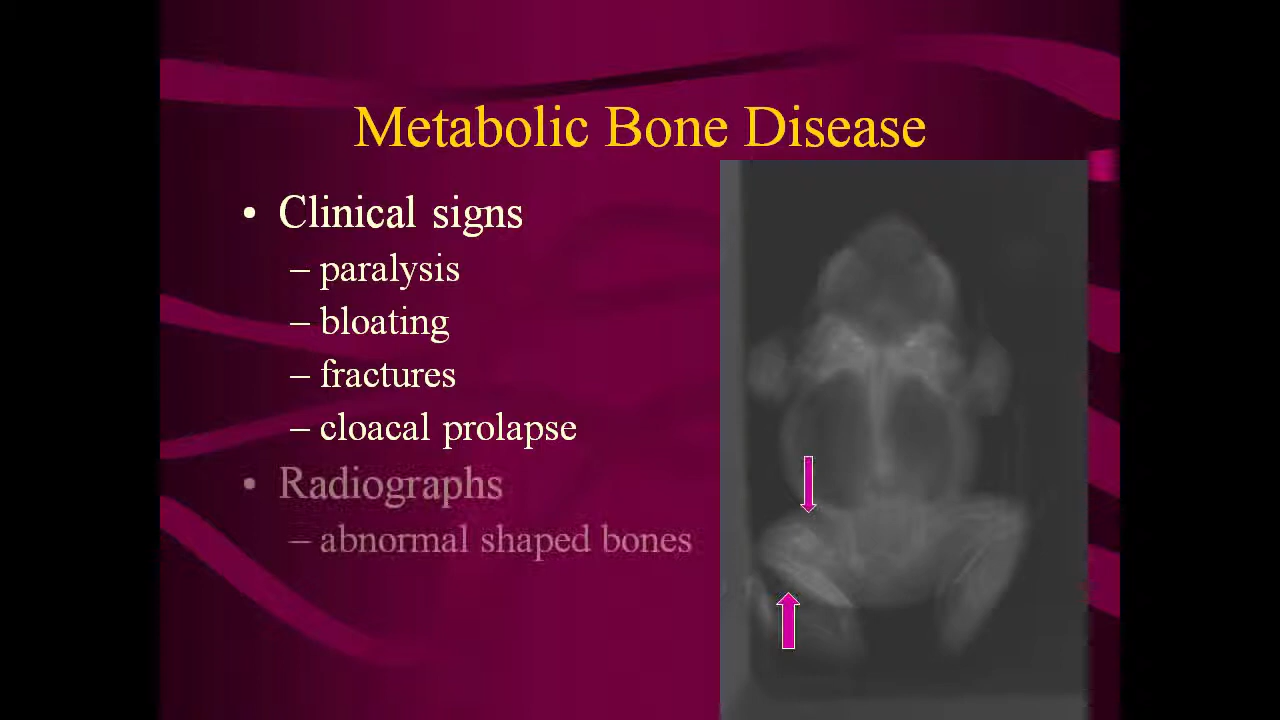 Metabolic Bone Disease
• Clinical signs
– paralysis
– bloating
– fractures
– cloacal prolapse
• Radiographs
– abnormal shaped bones